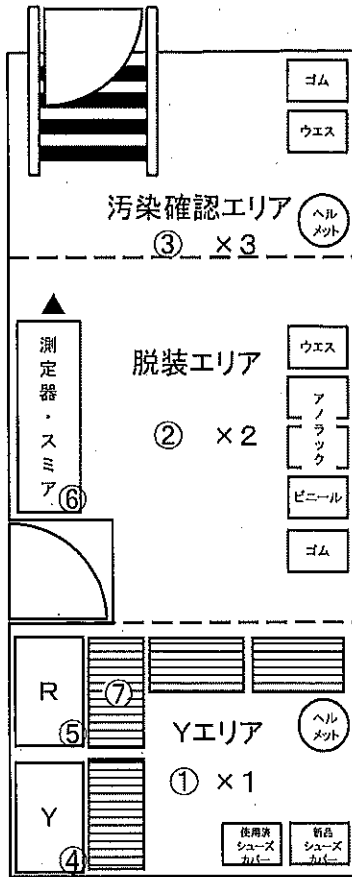 ゴム
ウエス
汚染確認エリア
ヘル
メット
③ ×3
測定器・スミア
⑥
脱装エリア
② ×2
ウエス
アノラック
ビニール
ゴム
R
⑤
⑦
Yエリア
ヘル
メット
① ×1
Y
④
使用済
シューズ
カバー
新品
シューズ
カバー